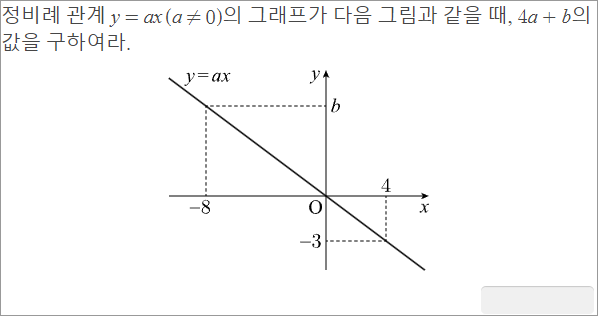 정비례 관계 y = ax (a ≠ 0)의 그래프가 다음 그림과 같을 때, 4a + b의
값을 구하여라.
y=ax
y
b
4
-8
O
x
-3